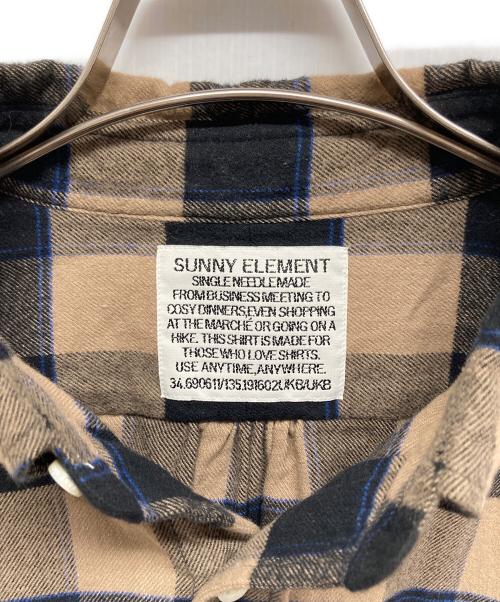 SUNNY ELEMENT
SINGLE NEEDLE MADE
FROM BUSINESS MEETING TO
COSY DINNERS,EVEN SHOPPING
AT THE MARCHÉ OR GOING ON A
HIKE. THIS SHIRT IS MADE FOR
THOSE WHO LOVE SHIRTS.
USE ANYTIME,ANYWHERE.
34.690611/135.191602UKB/UKB